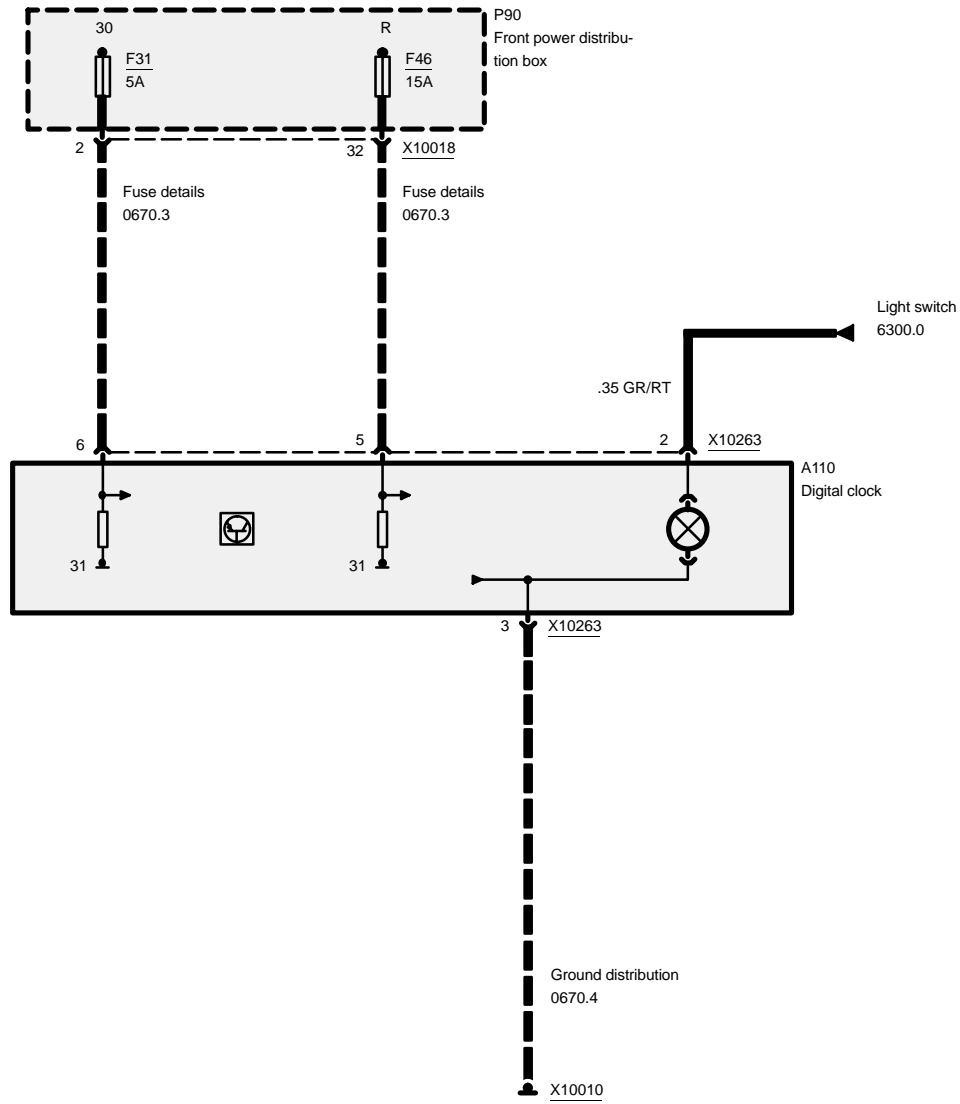 P90
Front power distribu-
tion box
30
R
F31
5A
F46
15A
2
32
X10018
Fuse details
0670.3
Fuse details
0670.3
Light switch
6300.0
.35 GR/RT
6
5
2
X10263
A110
Digital clock
31
31
3
X10263
Ground distribution
0670.4
X10010